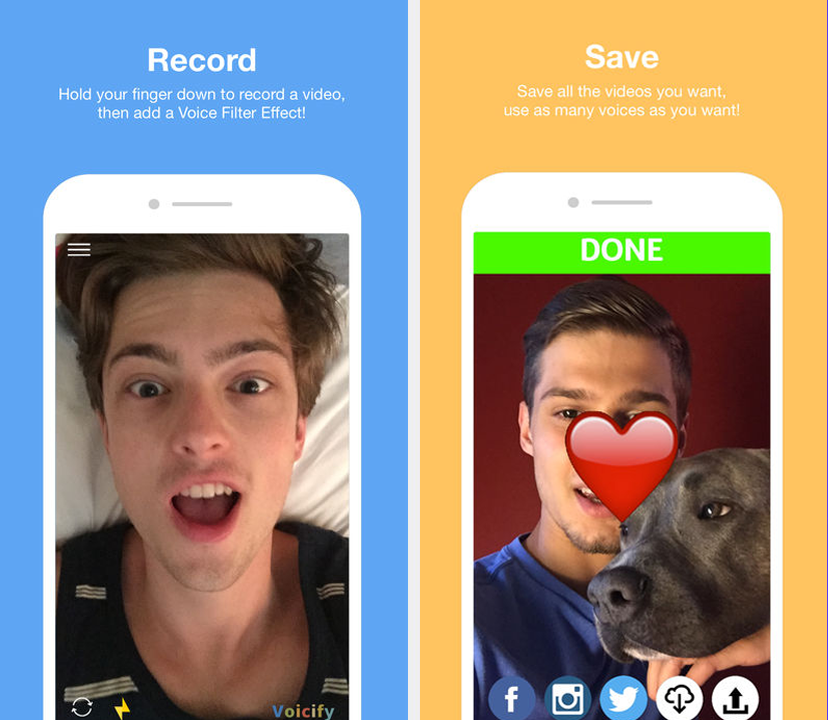 Record
Hold your finger down to record a video,
then add a Voice Filter Effect!
Voicify
Save
Save all the videos you want,
use as many voices as you want!
DONE